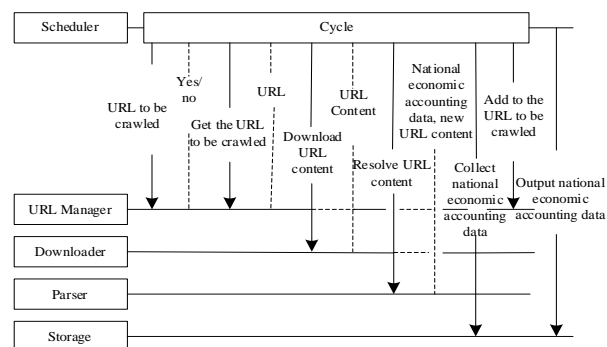 Scheduler
Cycle
Yes/
no
URL to be
crawled
URL
Get the URL
to be crawled
Download
URL
content
URL
Content
Resolve URL
content
National
economic
accounting
data, new
URL content
Collect
national
economic
accounting
data
Add to the
URL to be
crawled
Output national
economic
accounting data
URL Manager
Downloader
Parser
Storage